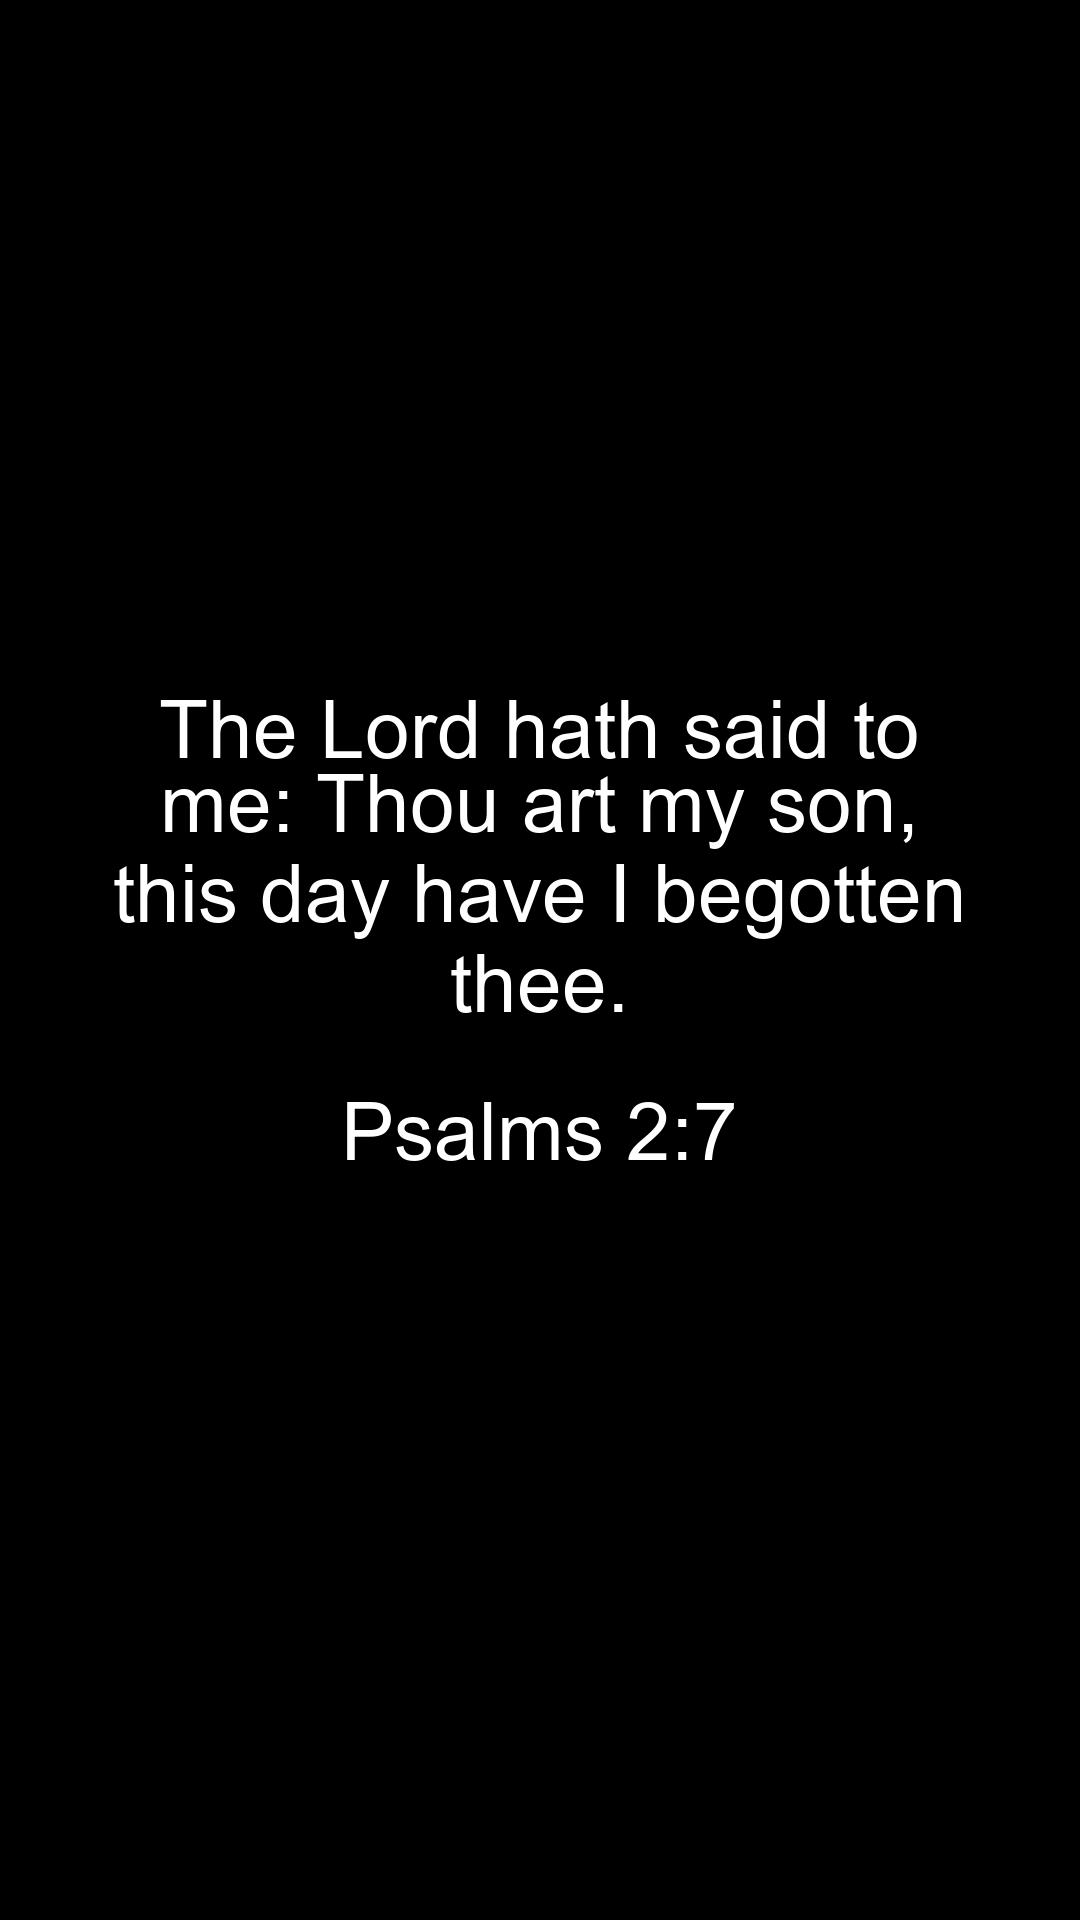 The Lord hath said to
me: Thou art my son,
this day have I begotten
thee.
Psalms 2:7